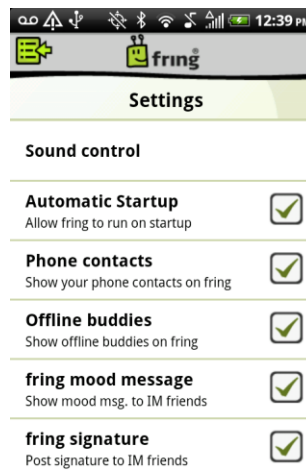 12:39 PM
fring
Settings
Sound control
Automatic Startup
Allow fring to run on startup
Phone contacts
Show your phone contacts on fring
Offline buddies
Show offline buddies on fring
fring mood message
Show mood msg. to IM friends
fring signature
Post signature to IM friends